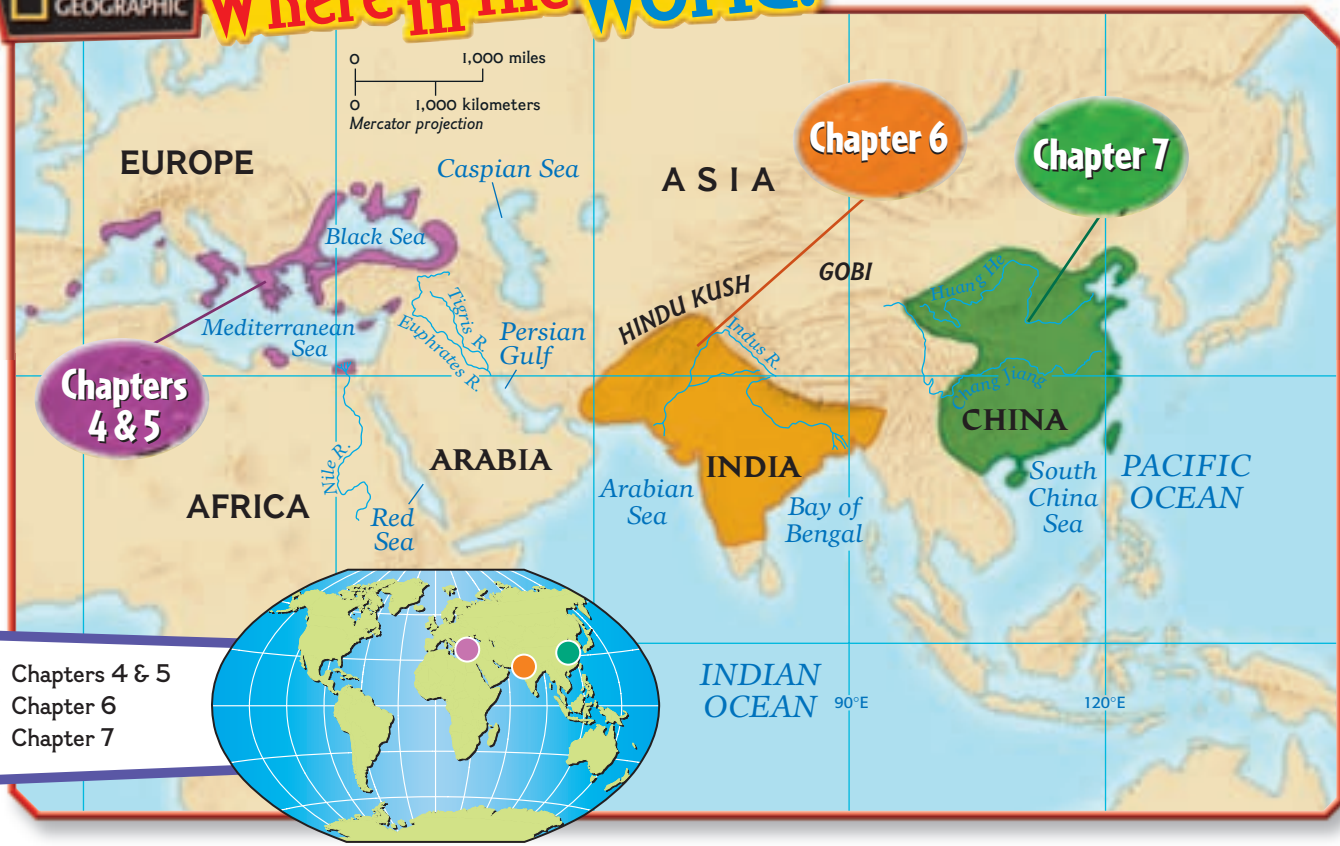 GEOGRAPHIC
Where in the World?
0 1,000 miles
0 1,000 kilometers
Mercator projection
EUROPE
Caspian Sea
ASIA
Chapter 6
Chapter 7
Black Sea
GOBI
HINDU KUSH
Huang He
Tigris R.
Euphrates R.
Mediterranean
Sea
Persian
Gulf
Indus R.
Chang Jiang
Chapters
4 & 5
CHINA
ARABIA
INDIA
Nile R.
AFRICA
Red
Sea
Arabian
Sea
Bay of
Bengal
South
China
Sea
PACIFIC
OCEAN
Chapters 4 & 5
Chapter 6
Chapter 7
INDIAN
OCEAN
90°E
120°E